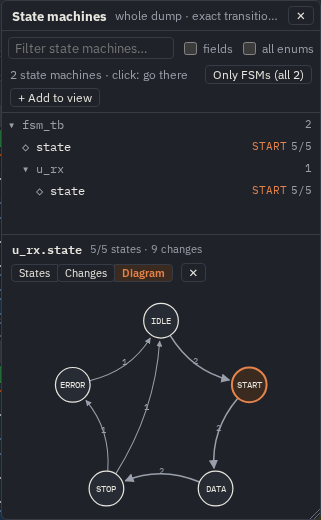 State machines whole dump · exact transitio… ×
Filter state machines… fields all enums
2 state machines · click: go there Only FSMs (all 2)
+ Add to view
▾ fsm_tb 2
◇ state START 5/5
▾ u_rx 1
◇ state START 5/5
u_rx.state 5/5 states · 9 changes
States Changes Diagram ×
IDLE
1 2
1
ERROR START
1 2
2
STOP DATA